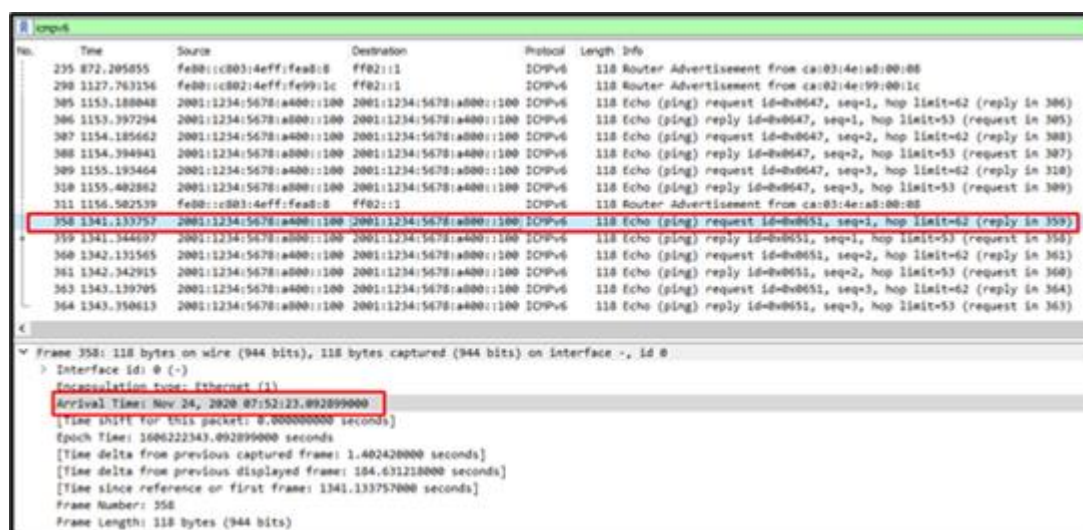 icmpv6
No. Time Source Destination Protocol Length Info
235 872.205855 fe80::c803:4eff:fea8:8 ff02::1 ICMPv6 118 Router Advertisement from ca:03:4e:a8:00:08
298 1127.763156 fe80::c802:4eff:fe99:1c ff02::1 ICMPv6 118 Router Advertisement from ca:02:4e:99:00:1c
305 1153.188048 2001:1234:5678:a400::100 2001:1234:5678:a800::100 ICMPv6 118 Echo (ping) request id=0x0647, seq=1, hop limit=62 (reply in 306)
306 1153.397294 2001:1234:5678:a800::100 2001:1234:5678:a400::100 ICMPv6 118 Echo (ping) reply id=0x0647, seq=1, hop limit=53 (request in 305)
307 1154.185662 2001:1234:5678:a400::100 2001:1234:5678:a800::100 ICMPv6 118 Echo (ping) request id=0x0647, seq=2, hop limit=62 (reply in 308)
308 1154.394941 2001:1234:5678:a800::100 2001:1234:5678:a400::100 ICMPv6 118 Echo (ping) reply id=0x0647, seq=2, hop limit=53 (request in 307)
309 1155.193464 2001:1234:5678:a400::100 2001:1234:5678:a800::100 ICMPv6 118 Echo (ping) request id=0x0647, seq=3, hop limit=62 (reply in 310)
310 1155.402862 2001:1234:5678:a800::100 2001:1234:5678:a400::100 ICMPv6 118 Echo (ping) reply id=0x0647, seq=3, hop limit=53 (request in 309)
311 1156.502539 fe80::c803:4eff:fea8:8 ff02::1 ICMPv6 118 Router Advertisement from ca:03:4e:a8:00:08
358 1341.133757 2001:1234:5678:a400::100 2001:1234:5678:a800::100 ICMPv6 118 Echo (ping) request id=0x0651, seq=1, hop limit=62 (reply in 359)
359 1341.344697 2001:1234:5678:a800::100 2001:1234:5678:a400::100 ICMPv6 118 Echo (ping) reply id=0x0651, seq=1, hop limit=53 (request in 358)
360 1342.131565 2001:1234:5678:a400::100 2001:1234:5678:a800::100 ICMPv6 118 Echo (ping) request id=0x0651, seq=2, hop limit=62 (reply in 361)
361 1342.342915 2001:1234:5678:a800::100 2001:1234:5678:a400::100 ICMPv6 118 Echo (ping) reply id=0x0651, seq=2, hop limit=53 (request in 360)
363 1343.139705 2001:1234:5678:a400::100 2001:1234:5678:a800::100 ICMPv6 118 Echo (ping) request id=0x0651, seq=3, hop limit=62 (reply in 364)
364 1343.350613 2001:1234:5678:a800::100 2001:1234:5678:a400::100 ICMPv6 118 Echo (ping) reply id=0x0651, seq=3, hop limit=53 (request in 363)
Frame 358: 118 bytes on wire (944 bits), 118 bytes captured (944 bits) on interface -, id 0
Interface id: 0 (-)
Encapsulation type: Ethernet (1)
Arrival Time: Nov 24, 2020 07:52:23.092899000
[Time shift for this packet: 0.000000000 seconds]
Epoch Time: 1606222343.092899000 seconds
[Time delta from previous captured frame: 1.402420000 seconds]
[Time delta from previous displayed frame: 184.631218000 seconds]
[Time since reference or first frame: 1341.133757000 seconds]
Frame Number: 358
Frame Length: 118 bytes (944 bits)